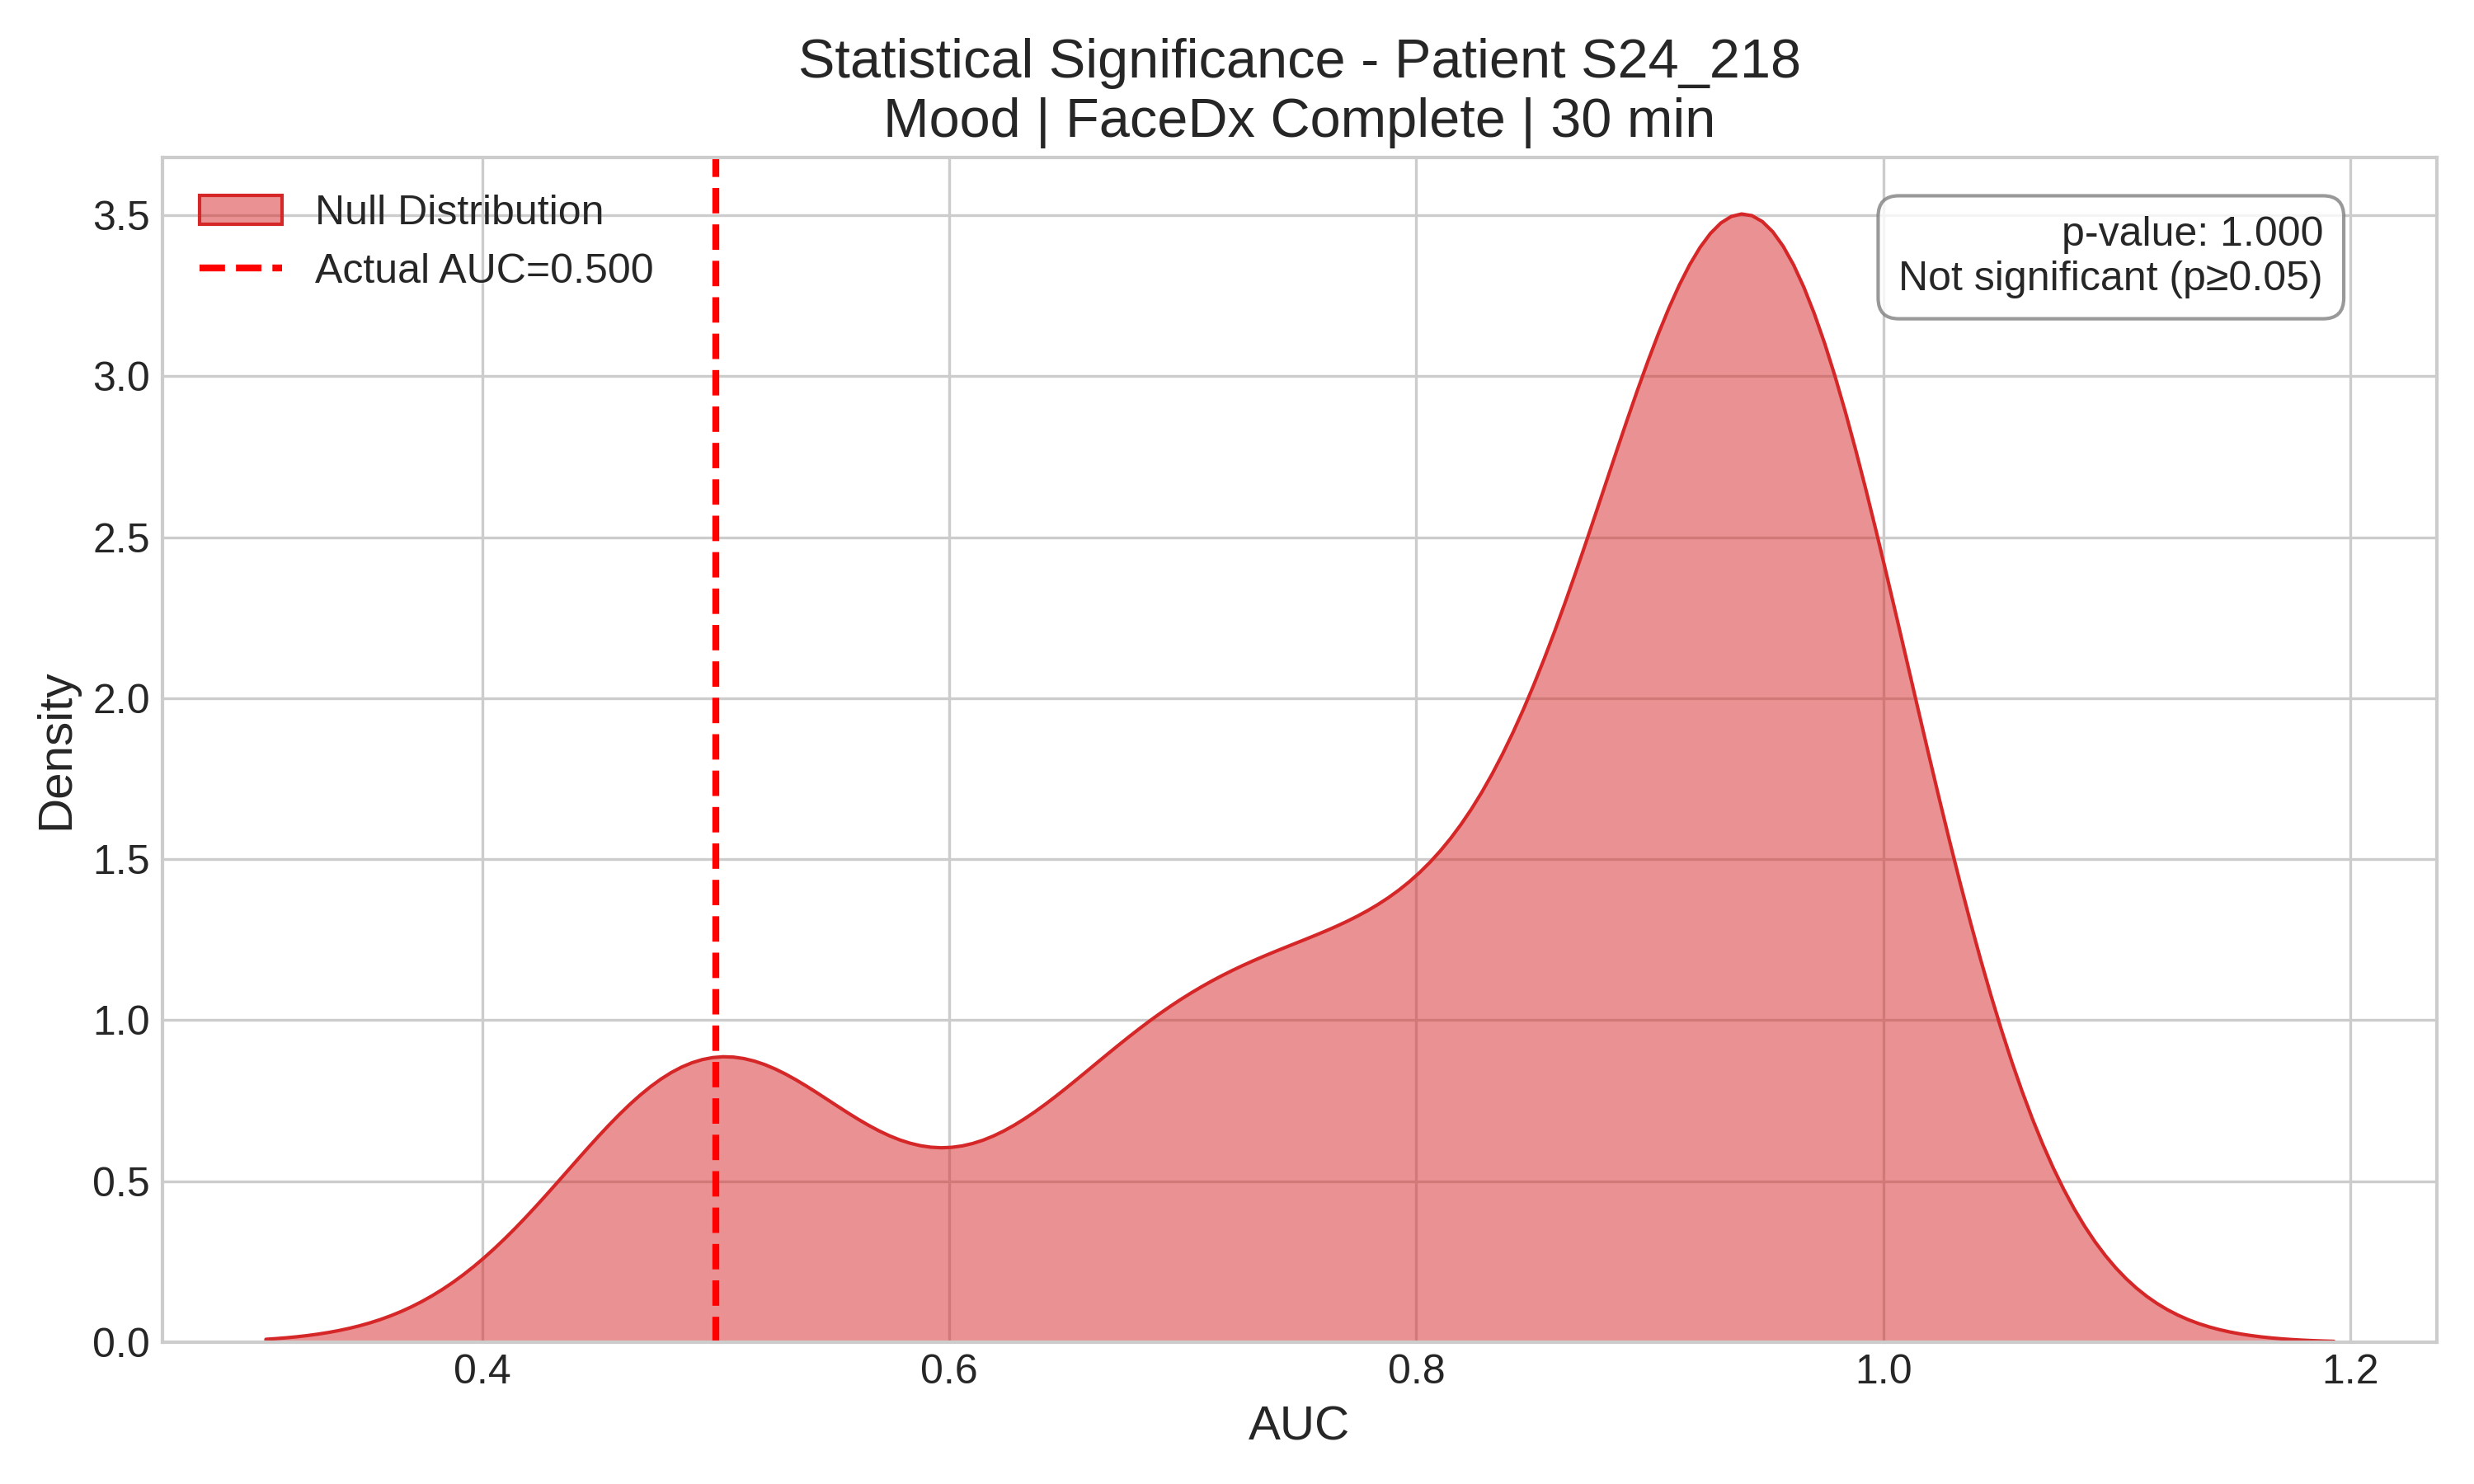 Statistical Significance - Patient S24_218
Mood | FaceDx Complete | 30 min
Null Distribution
Actual AUC=0.500
p-value: 1.000
Not significant (p≥0.05)
Density
3.5
3.0
2.5
2.0
1.5
1.0
0.5
0.0
0.4
0.6
0.8
1.0
1.2
AUC